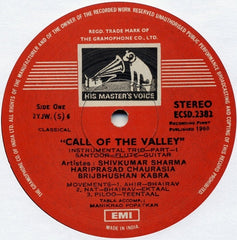 REGD. TRADE MARK OF
THE GRAMOPHONE CO. LTD.
HIS MASTER'S VOICE
SIDE ONE
2YJW. (S) 6
CLASSICAL
STEREO
ECSD.2382
RECORDING FIRST
PUBLISHED 1968
"CALL OF THE VALLEY"
INSTRUMENTAL TRIO-PART-I
SANTOOR-FLUTE-GUITAR
Artistes : SHIVKUMAR SHARMA
HARIPRASAD CHAURASIA
BRIJBHUSHAN KABRA
MOVEMENTS-1. AHIR-BHAIRAV
2. NAT-BHAIRAV-EKTAAL
3. PILOO-TEENTAAL
TABLA ACCOMP.
MANIKRAO POPATKAR
EMI
MADE IN INDIA.